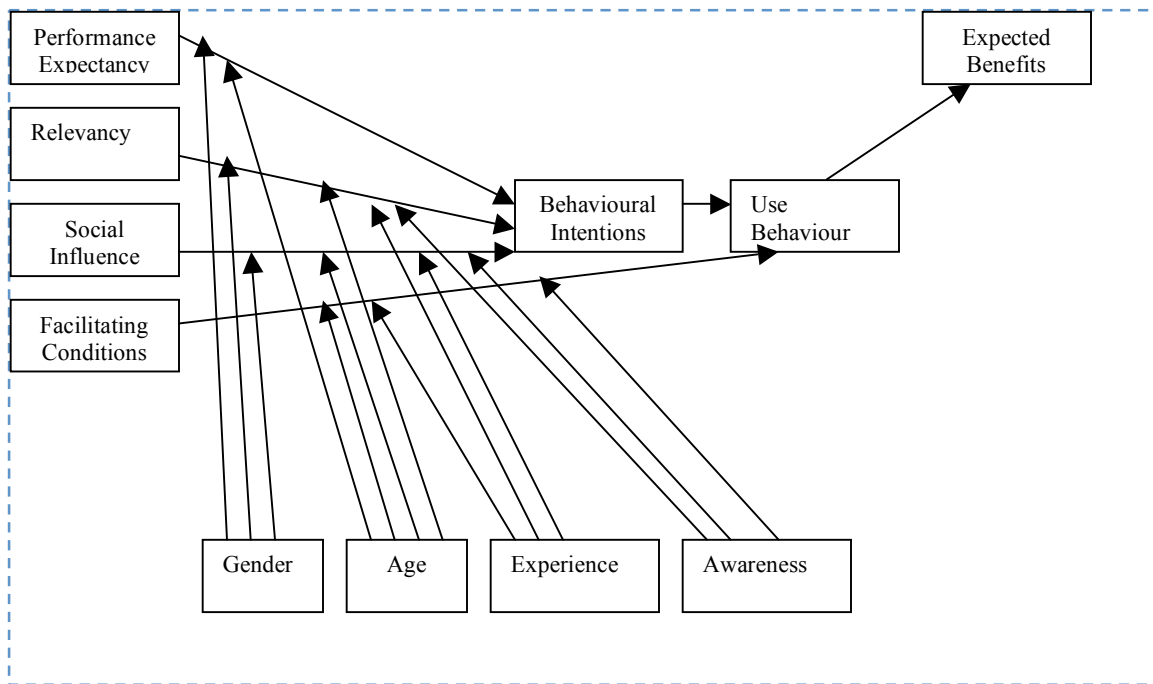 Performance
Expectancy
Expected
Benefits
Relevancy
Social
Influence
Behavioural
Intentions
Use
Behaviour
Facilitating
Conditions
Gender
Age
Experience
Awareness